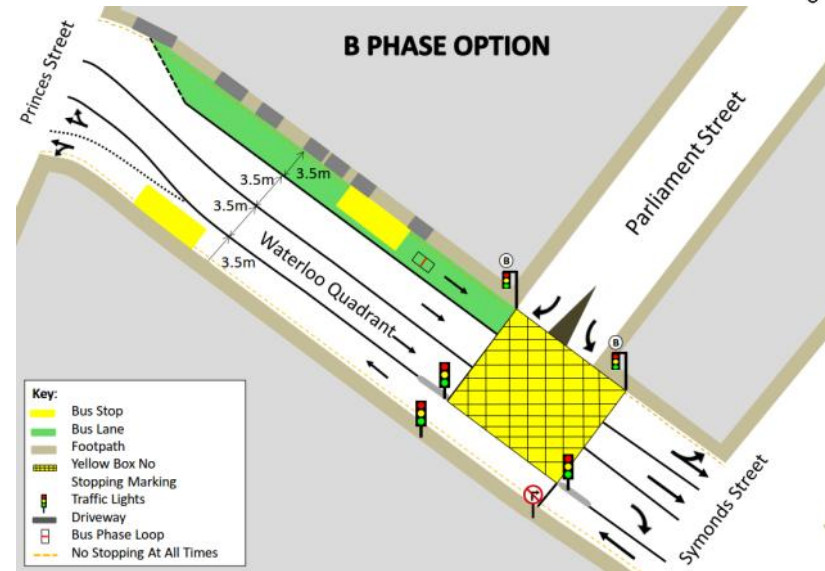 B PHASE OPTION
Princes Street
Parliament Street
3.5m
3.5m
3.5m
3.5m
Waterloo Quadrant
B
B
Symonds Street
Key:
Bus Stop
Bus Lane
Footpath
Yellow Box No
Stopping Marking
Traffic Lights
Driveway
Bus Phase Loop
No Stopping At All Times